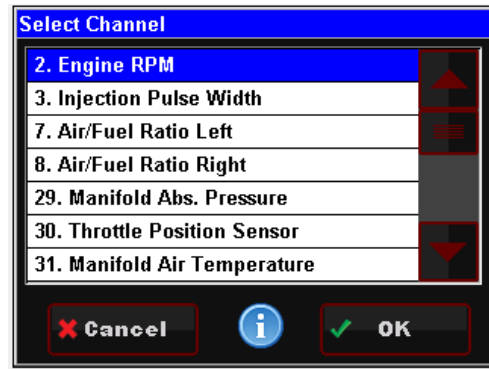 Select Channel
2. Engine RPM
3. Injection Pulse Width
7. Air/Fuel Ratio Left
8. Air/Fuel Ratio Right
29. Manifold Abs. Pressure
30. Throttle Position Sensor
31. Manifold Air Temperature
Cancel
i
OK